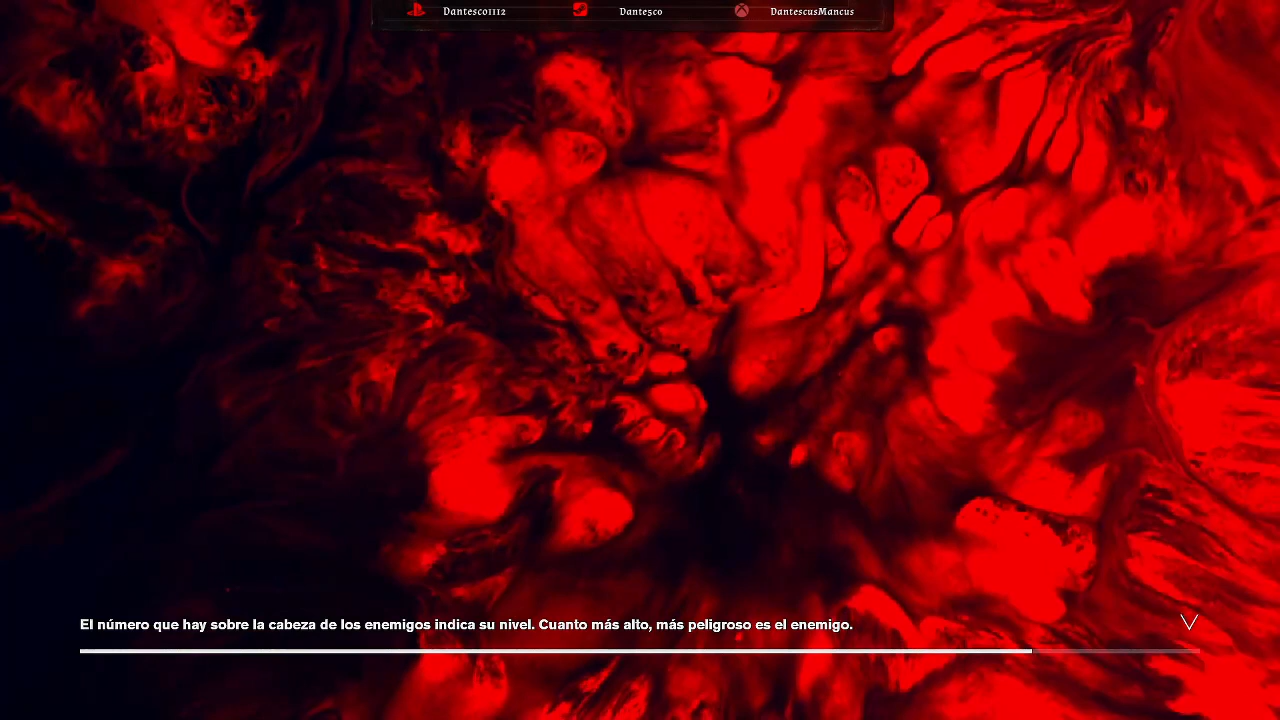 Dantesco1112 Dante5co DantescusMancus
El número que hay sobre la cabeza de los enemigos indica su nivel. Cuanto más alto, más peligroso es el enemigo.